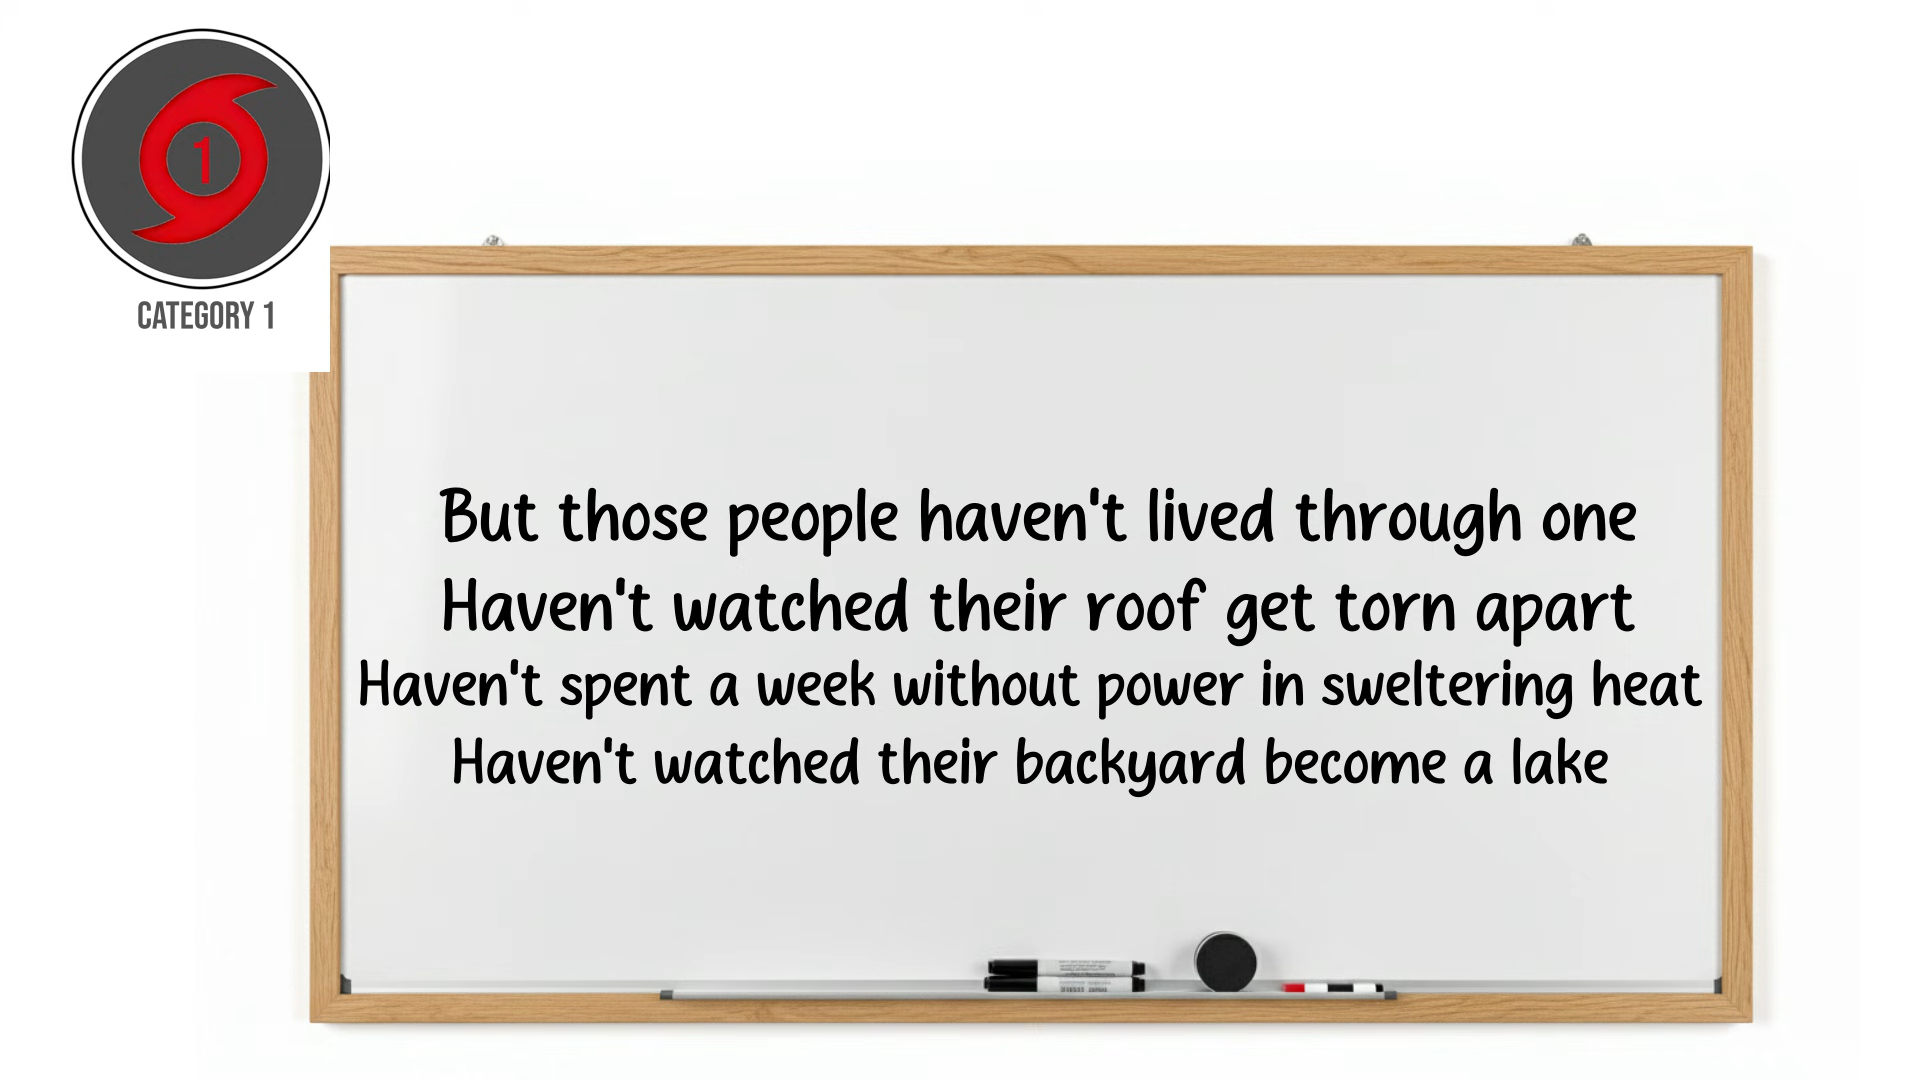 1
CATEGORY 1
But those people haven't lived through one
Haven't watched their roof get torn apart
Haven't spent a week without power in sweltering heat
Haven't watched their backyard become a lake